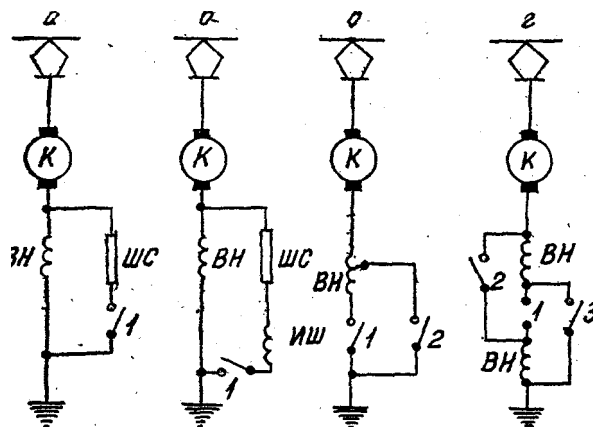 а б в г
К К К К
ВН ШС 1
ВН ШС ИШ 1
ВН 1 2
ВН 2 1 3 ВН